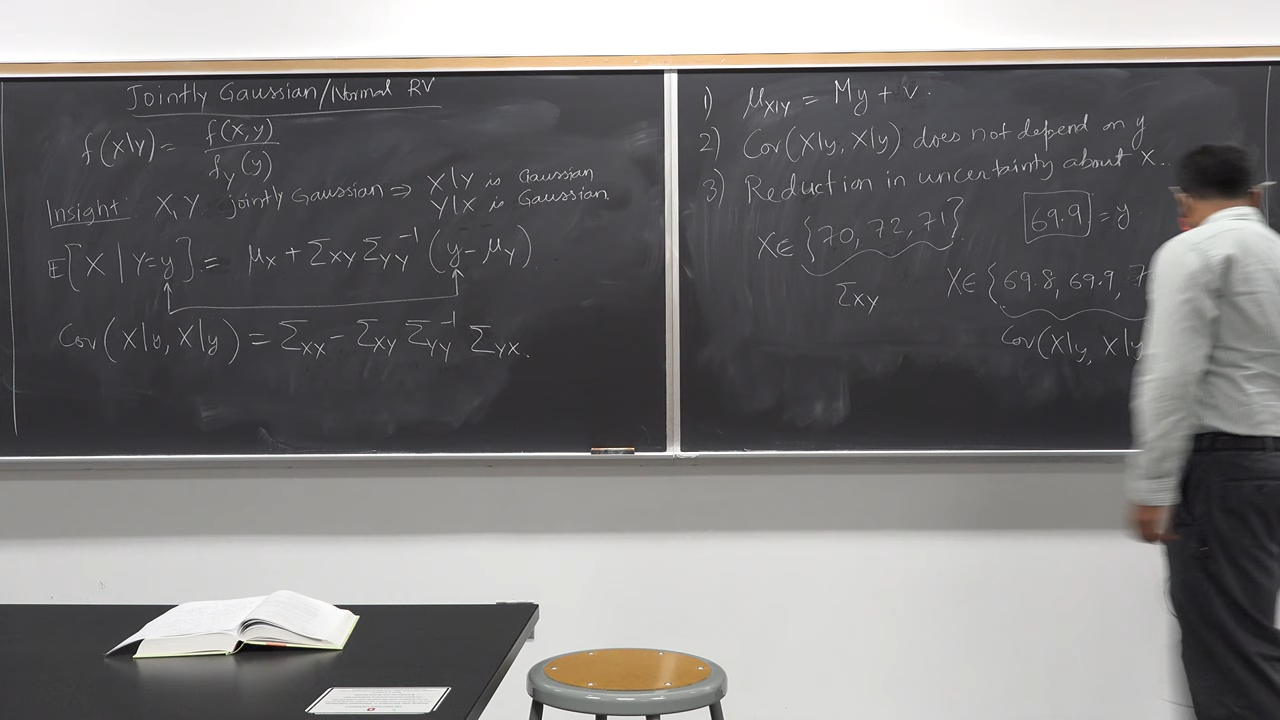 Jointly Gaussian/Normal RV
f(x|y) = f(x,y) / f_Y(y)
Insight: X, Y jointly Gaussian ⇒ X|Y is Gaussian
Y|X is Gaussian.
E[X|Y=y] = μ_X + Σ_XY Σ_YY^-1 (y - μ_Y)
Cov(X|y, X|y) = Σ_XX - Σ_XY Σ_YY^-1 Σ_YX.
1) μ_X|Y = My + v.
2) Cov(X|y, X|y) does not depend on y
3) Reduction in uncertainty about X..
X ∈ {70, 72, 71}
69.9 = y
Σ_XY
X ∈ {69.8, 69.9, 7
Cov(X|y, X|y